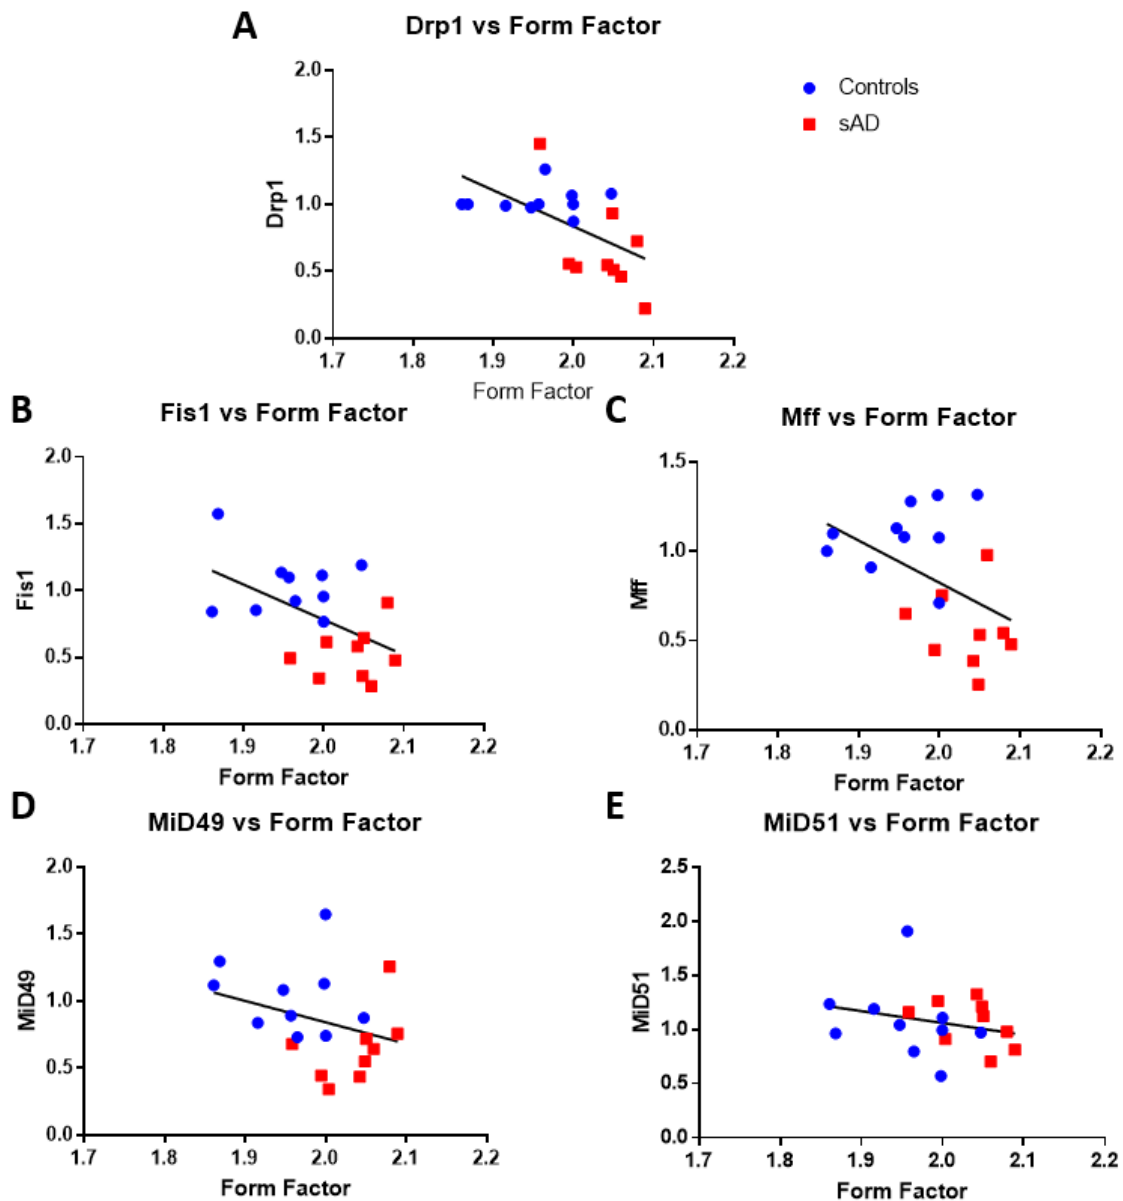 A
Drp1 vs Form Factor
Controls
sAD
2.0
1.5
1.0
0.5
0.0
Drp1
1.7 1.8 1.9 2.0 2.1 2.2
Form Factor
B
Fis1 vs Form Factor
2.0
1.5
1.0
0.5
0.0
Fis1
1.7 1.8 1.9 2.0 2.1 2.2
Form Factor
C
Mff vs Form Factor
1.5
1.0
0.5
0.0
Mff
1.7 1.8 1.9 2.0 2.1 2.2
Form Factor
D
MiD49 vs Form Factor
2.0
1.5
1.0
0.5
0.0
MiD49
1.7 1.8 1.9 2.0 2.1 2.2
Form Factor
E
MiD51 vs Form Factor
2.5
2.0
1.5
1.0
0.5
0.0
MiD51
1.7 1.8 1.9 2.0 2.1 2.2
Form Factor